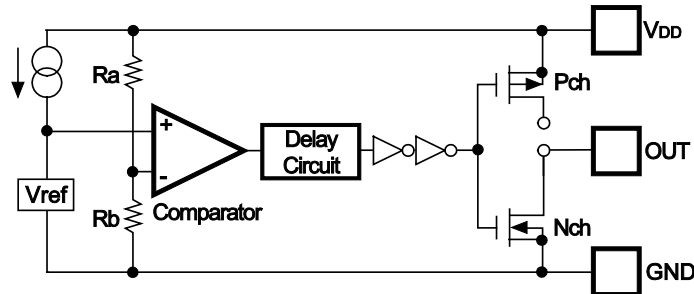 VDD
Ra
Pch
+
Delay
Circuit
OUT
-
Vref
Rb
Comparator
Nch
GND